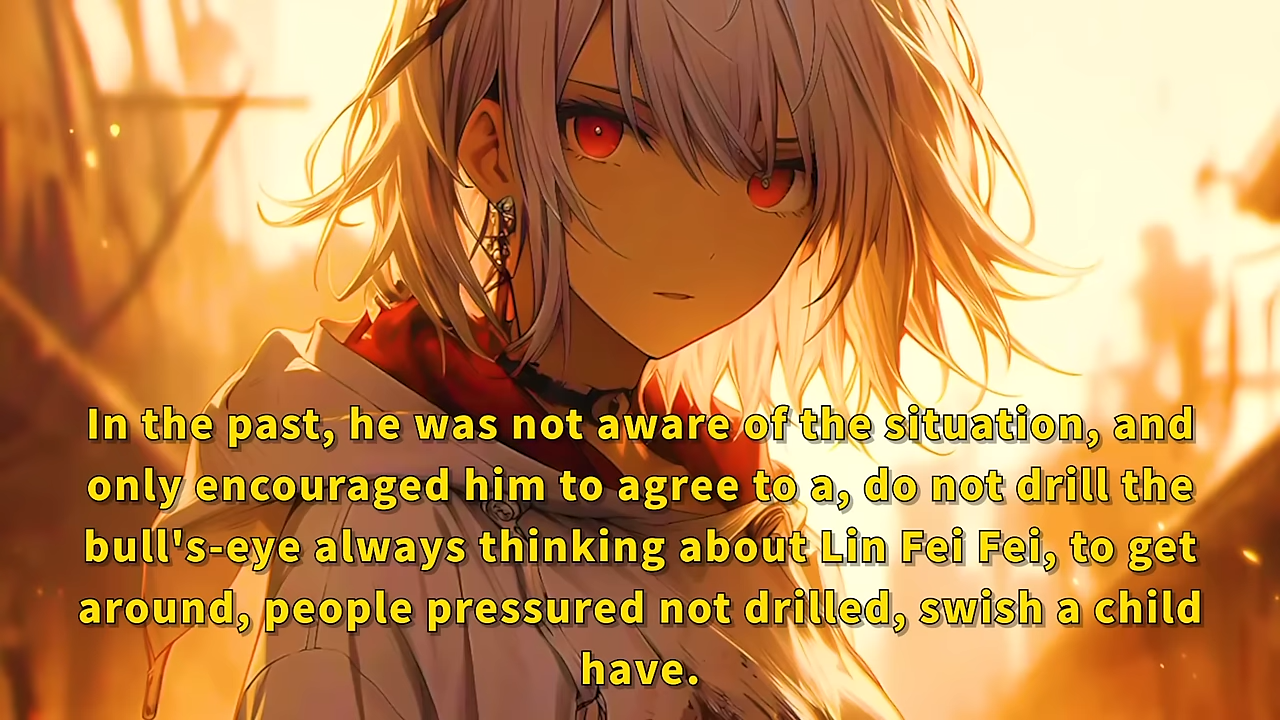 In the past, he was not aware of the situation, and
only encouraged him to agree to a, do not drill the
bull's-eye always thinking about Lin Fei Fei, to get
around, people pressured not drilled, swish a child
have.